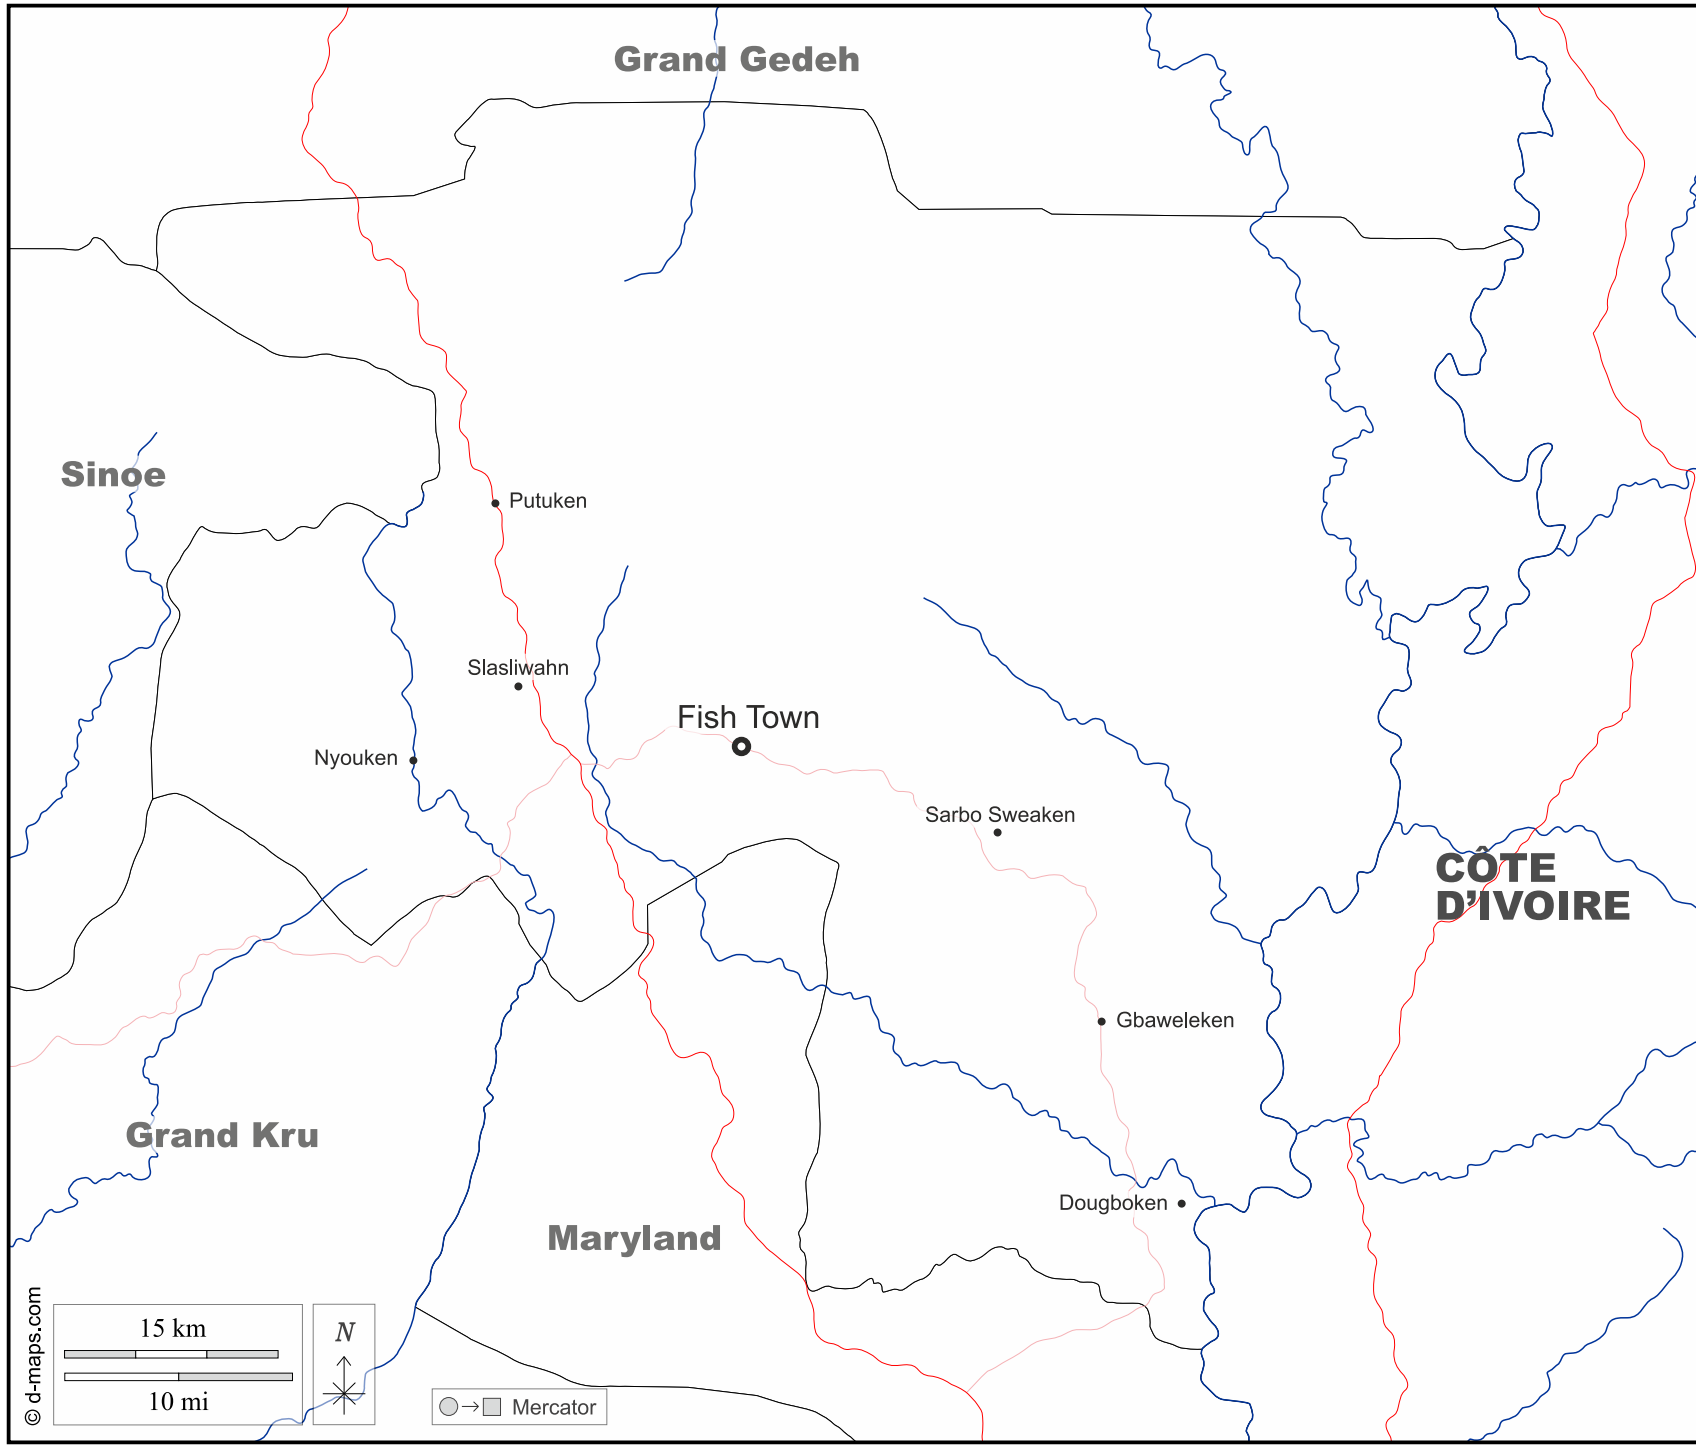 Grand Gedeh
Sinoe
Putuken
Slasliwahn
Fish Town
Nyouken
Sarbo Sweaken
CÔTE
D'IVOIRE
Gbaweleken
Grand Kru
Dougboken
Maryland
© d-maps.com
15 km
10 mi
N
Mercator